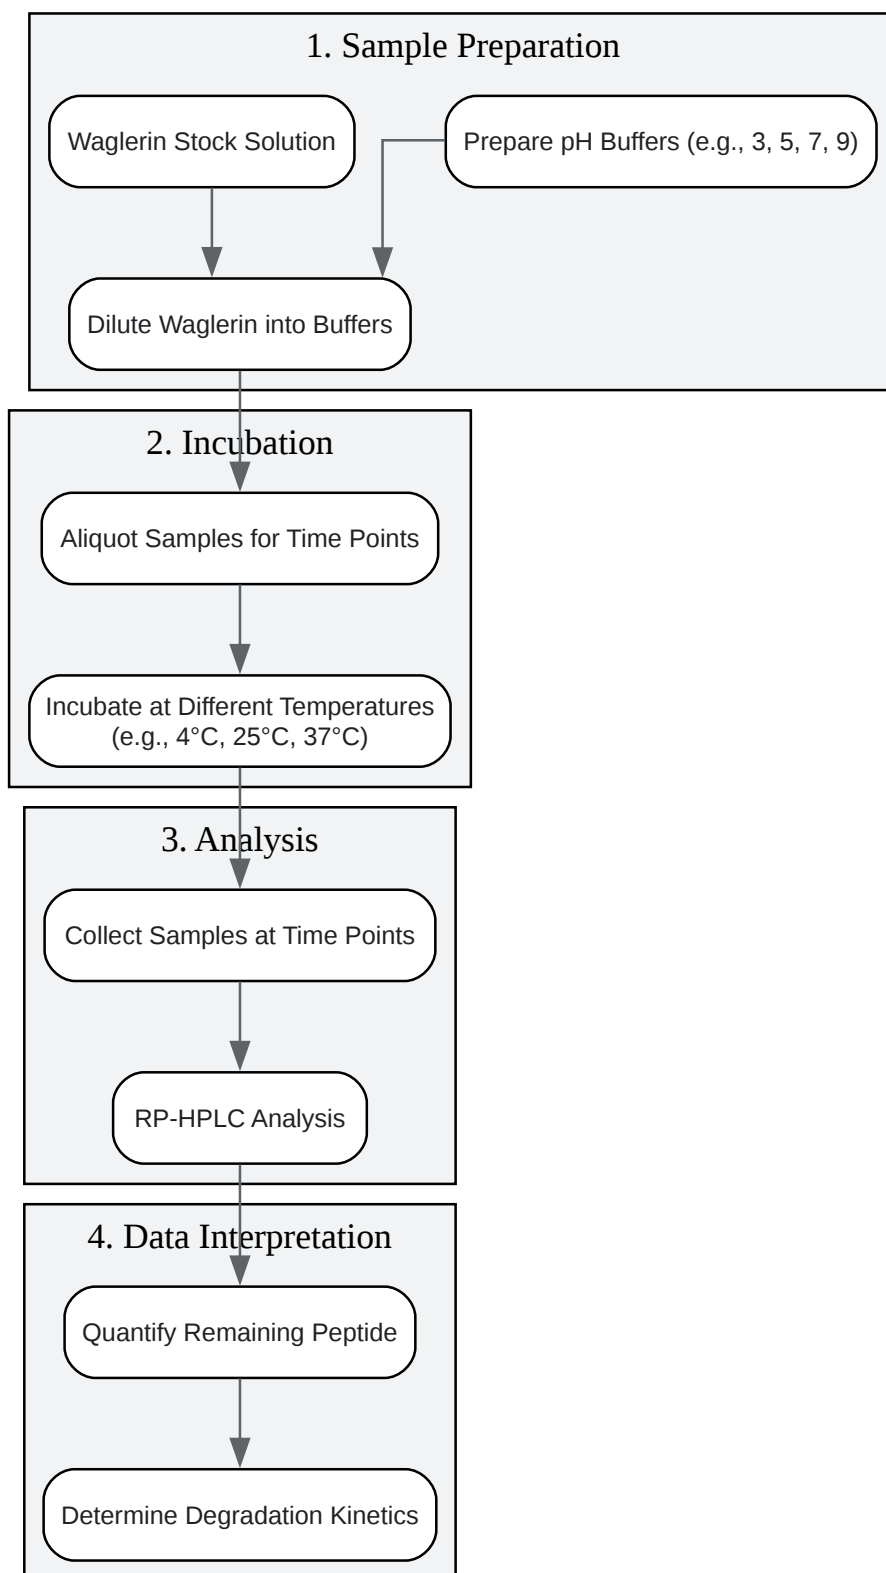 1. Sample Preparation
Waglerin Stock Solution
Prepare pH Buffers (e.g., 3, 5, 7, 9)
Dilute Waglerin into Buffers
2. Incubation
Aliquot Samples for Time Points
Incubate at Different Temperatures
(e.g., 4°C, 25°C, 37°C)
3. Analysis
Collect Samples at Time Points
RP-HPLC Analysis
4. Data Interpretation
Quantify Remaining Peptide
Determine Degradation Kinetics